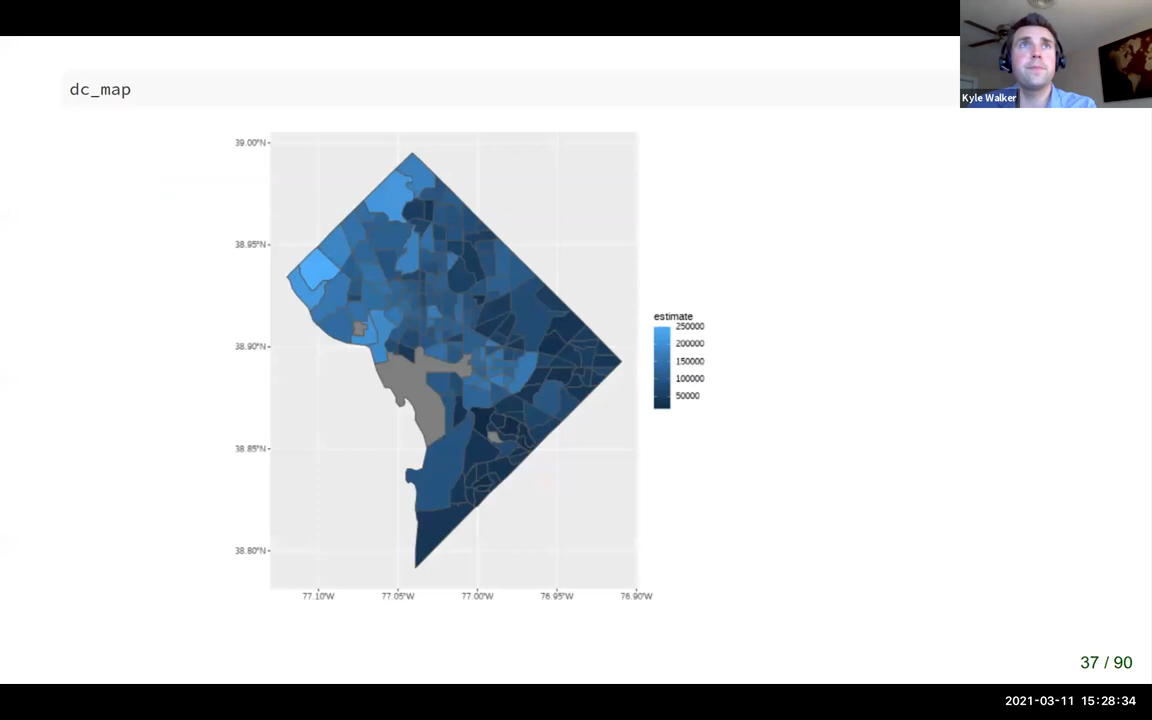 Kyle Walker
dc_map
39.00°N
38.95°N
38.90°N
38.85°N
38.80°N
77.10°W 77.05°W 77.00°W 76.95°W 76.90°W
estimate
250000
200000
150000
100000
50000
37 / 90
2021-03-11 15:28:34